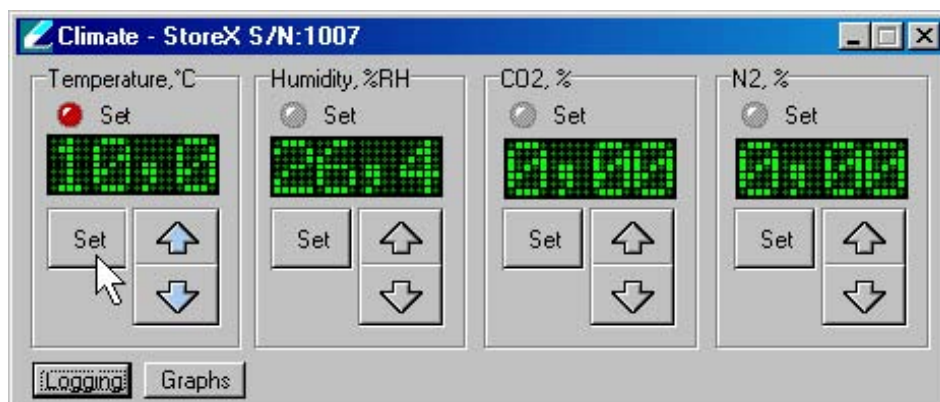 Climate - StoreX S/N:1007
Temperature,°C Humidity, %RH CO2, % N2, %
Set Set Set Set
10,0 26,4 0,00 0,00
Set Set Set Set
Logging Graphs